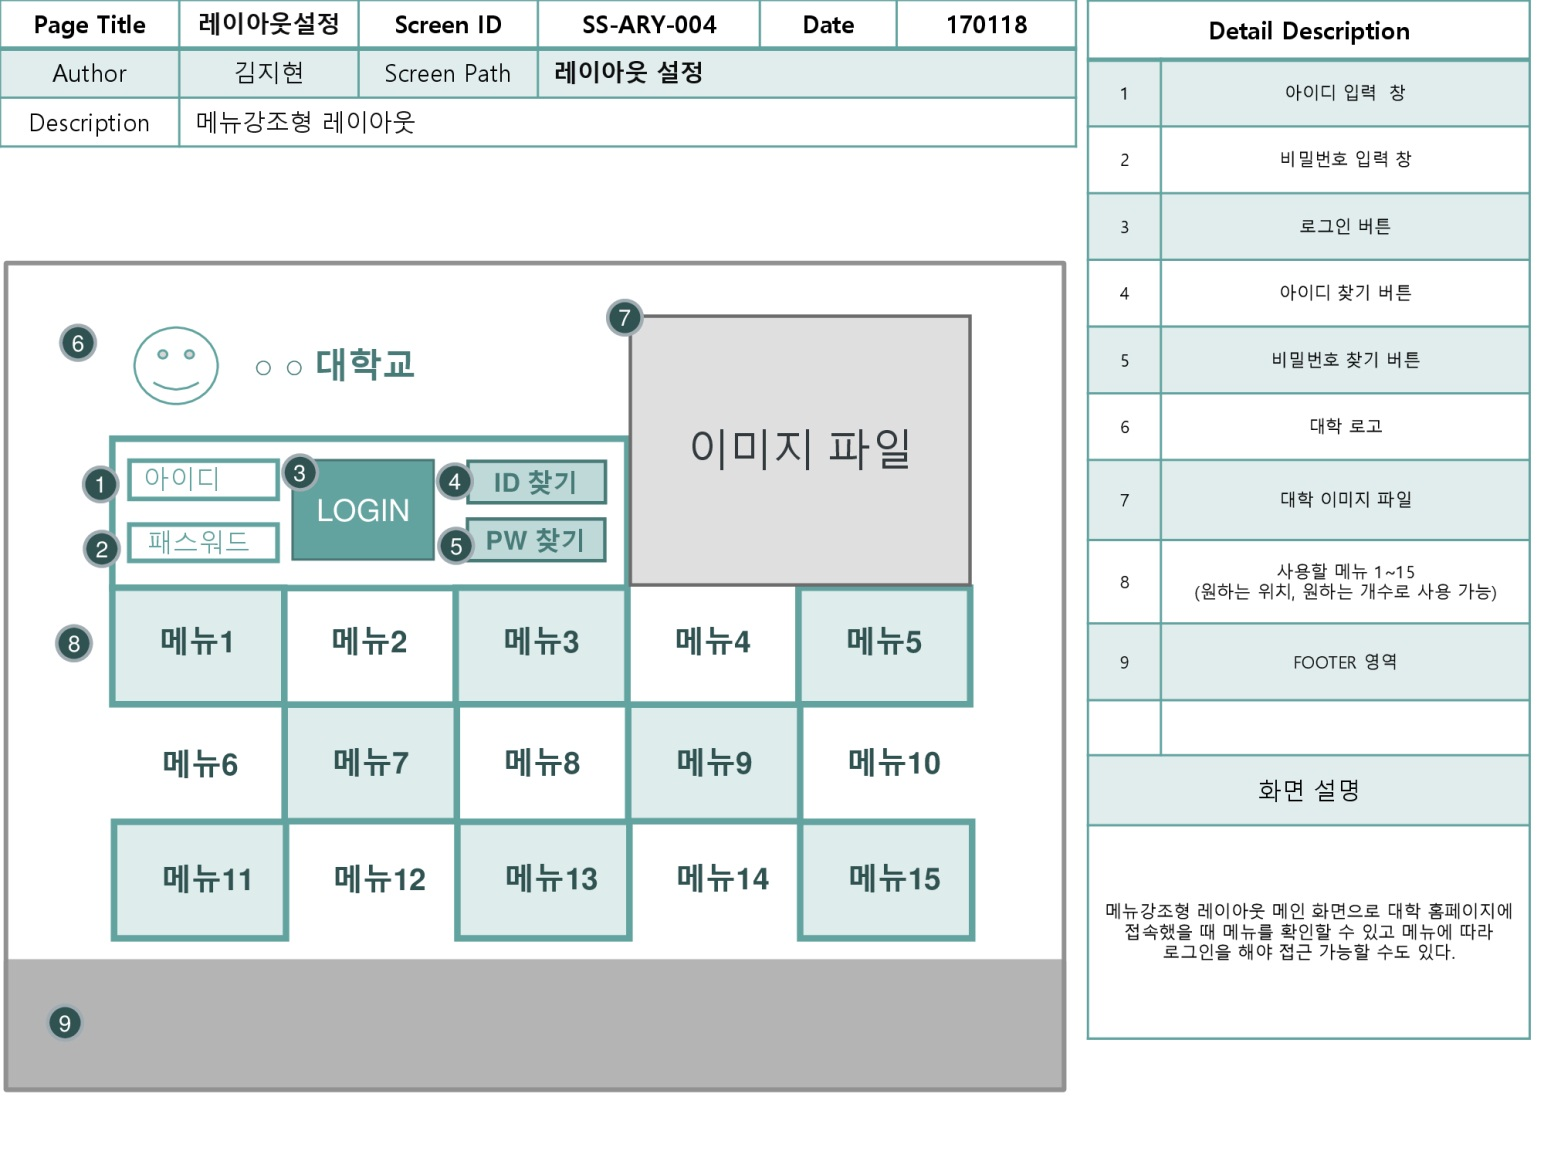 Page Title 레이아웃설정 Screen ID SS-ARY-004 Date 170118
Author 김지현 Screen Path 레이아웃 설정
Description 메뉴강조형 레이아웃
6
○ ○ 대학교
7
이미지 파일
1 아이디
3 LOGIN
4 ID 찾기
2 패스워드
5 PW 찾기
8
메뉴1 메뉴2 메뉴3 메뉴4 메뉴5
메뉴6 메뉴7 메뉴8 메뉴9 메뉴10
메뉴11 메뉴12 메뉴13 메뉴14 메뉴15
9
Detail Description
1 아이디 입력 창
2 비밀번호 입력 창
3 로그인 버튼
4 아이디 찾기 버튼
5 비밀번호 찾기 버튼
6 대학 로고
7 대학 이미지 파일
8 사용할 메뉴 1~15
(원하는 위치, 원하는 개수로 사용 가능)
9 FOOTER 영역
화면 설명
메뉴강조형 레이아웃 메인 화면으로 대학 홈페이지에
접속했을 때 메뉴를 확인할 수 있고 메뉴에 따라
로그인을 해야 접근 가능할 수도 있다.